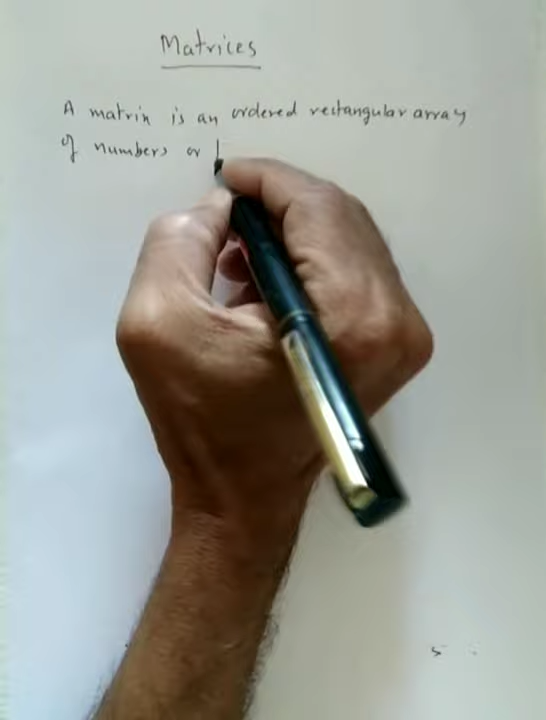 Matrices
A matrix is an ordered rectangular array
of numbers or